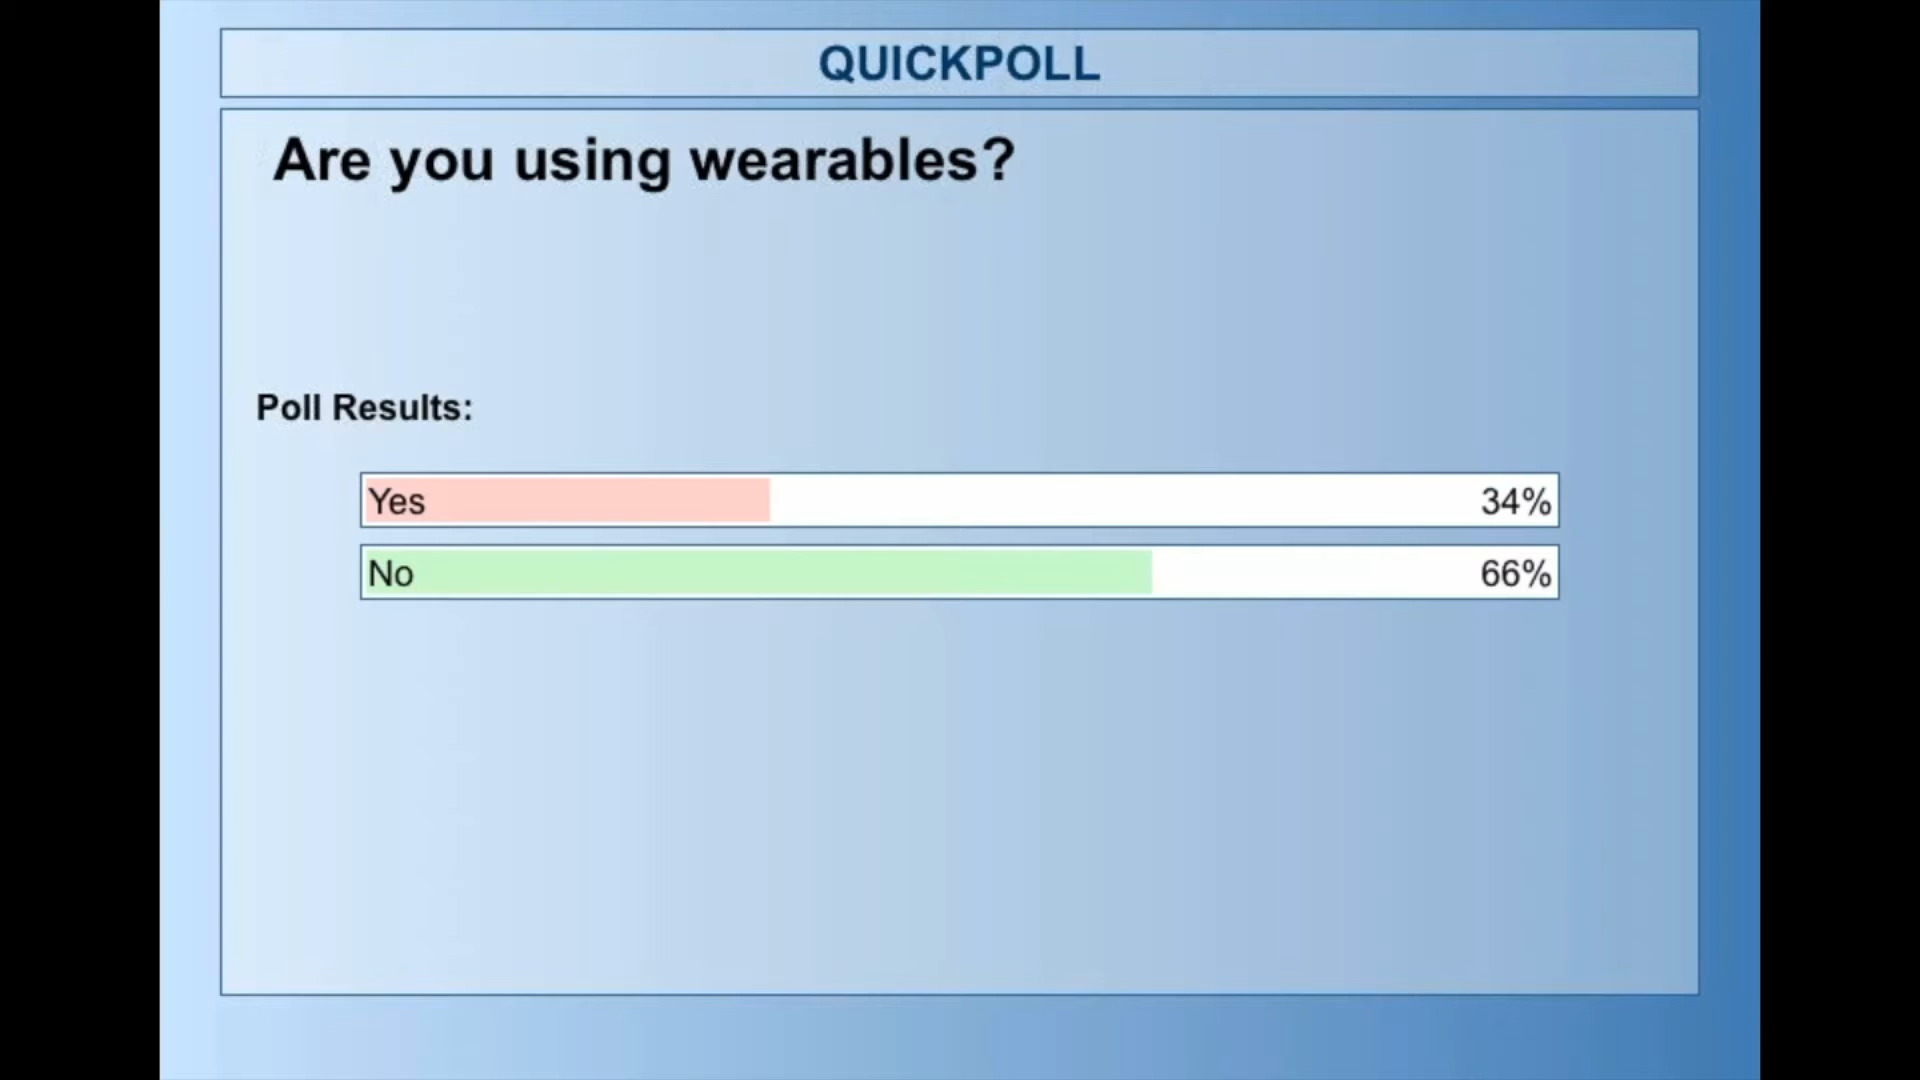 QUICKPOLL
Are you using wearables?
Poll Results:
Yes 34%
No 66%